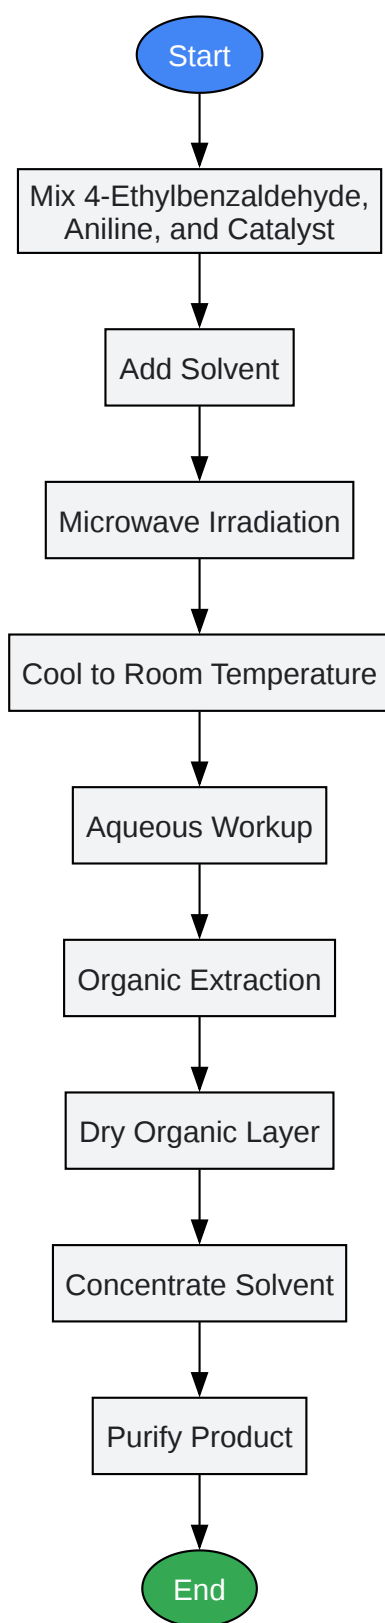 Start
Mix 4-Ethylbenzaldehyde,
Aniline, and Catalyst
Add Solvent
Microwave Irradiation
Cool to Room Temperature
Aqueous Workup
Organic Extraction
Dry Organic Layer
Concentrate Solvent
Purify Product
End